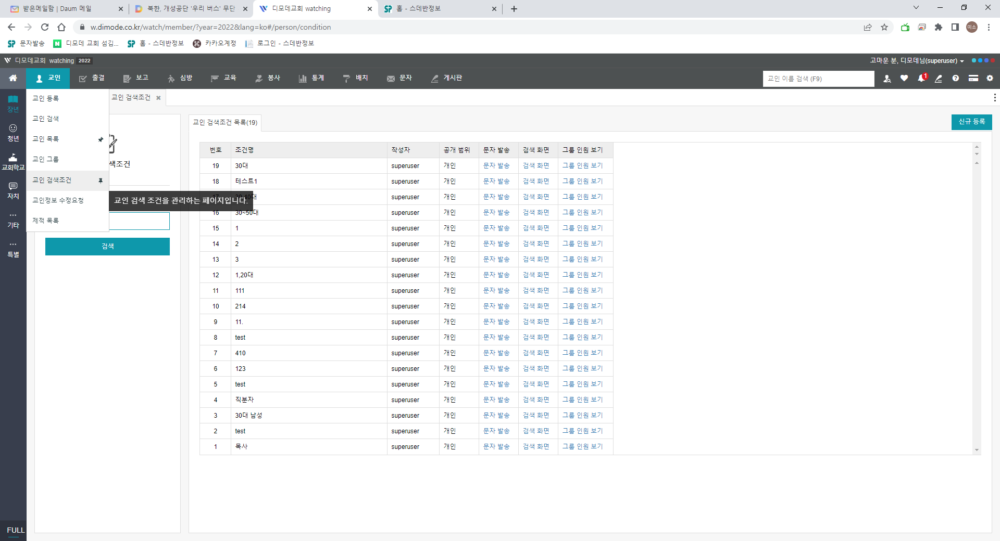 받은메일함 | Daum 메일
북한, 개성공단 '우리 버스' 무단
디모데교회 watching
홈 - 스데반정보
w.dimode.co.kr/watch/member/?year=2022&lang=ko#/person/condition
미소
문자발송
디모데 교회 섬김...
홈 - 스데반정보
카카오계정
로그인 - 스데반정보
디모데교회 watching 2022
고마운 분, 디모데님(superuser)
교인
출결
보고
심방
교육
봉사
통계
배치
문자
게시판
교인 이름 검색 (F9)
1
장년
청년
교회학교
자치
기타
특별
FULL
교인 등록
교인 검색
교인 목록
교인 그룹
교인 검색조건
교인정보 수정요청
제적 목록
교인 검색조건
색조건
교인 검색 조건을 관리하는 페이지입니다.
검색
교인 검색조건 목록(19)
신규 등록
번호 조건명 작성자 공개 범위 문자 발송 검색 화면 그룹 인원 보기
19 30대 superuser 개인 문자 발송 검색 화면 그룹 인원 보기
18 테스트1 superuser 개인 문자 발송 검색 화면 그룹 인원 보기
17 superuser 개인 문자 발송 검색 화면 그룹 인원 보기
16 30~50대 superuser 개인 문자 발송 검색 화면 그룹 인원 보기
15 1 superuser 개인 문자 발송 검색 화면 그룹 인원 보기
14 2 superuser 개인 문자 발송 검색 화면 그룹 인원 보기
13 3 superuser 개인 문자 발송 검색 화면 그룹 인원 보기
12 1,20대 superuser 개인 문자 발송 검색 화면 그룹 인원 보기
11 111 superuser 개인 문자 발송 검색 화면 그룹 인원 보기
10 214 superuser 개인 문자 발송 검색 화면 그룹 인원 보기
9 11. superuser 개인 문자 발송 검색 화면 그룹 인원 보기
8 test superuser 개인 문자 발송 검색 화면 그룹 인원 보기
7 410 superuser 개인 문자 발송 검색 화면 그룹 인원 보기
6 123 superuser 개인 문자 발송 검색 화면 그룹 인원 보기
5 test superuser 개인 문자 발송 검색 화면 그룹 인원 보기
4 직분자 superuser 개인 문자 발송 검색 화면 그룹 인원 보기
3 30대 남성 superuser 개인 문자 발송 검색 화면 그룹 인원 보기
2 test superuser 개인 문자 발송 검색 화면 그룹 인원 보기
1 목사 superuser 개인 문자 발송 검색 화면 그룹 인원 보기